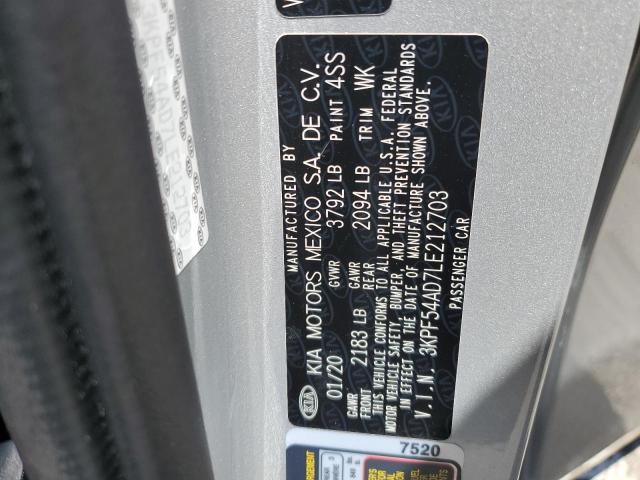 MANUFACTURED BY
KIA KIA MOTORS MEXICO S.A. DE C.V.
01/20 GVWR 3792 LB PAINT 4SS
GAWR FRONT 2183 LB GAWR REAR 2094 LB TRIM WK
THIS VEHICLE CONFORMS TO ALL APPLICABLE U.S.A. FEDERAL
MOTOR VEHICLE SAFETY, BUMPER, AND THEFT PREVENTION STANDARDS
IN EFFECT ON THE DATE OF MANUFACTURE SHOWN ABOVE.
V.I.N. 3KPF54AD7LE212703
PASSENGER CAR
7520